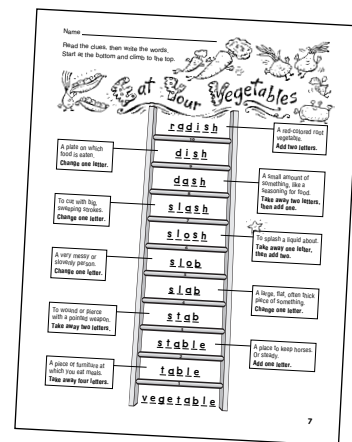 Name
Read the clues, then write the words.
Start at the bottom and climb to the top.
Eat Your Vegetables
radish
A red-colored root
vegetable.
Add two letters.
A plate on which
food is eaten.
Change one letter.
dish
dash
A small amount of
something, like a
seasoning for food.
Take away two letters,
then add one.
To cut with big,
sweeping strokes.
Change one letter.
slash
slosh
To splash a liquid about.
Take away one letter,
then add two.
A very messy or
slovenly person.
Change one letter.
slob
slab
A large, flat, often thick
piece of something.
Change one letter.
To wound or pierce
with a pointed weapon.
Take away two letters.
stab
stable
A place to keep horses.
Or steady.
Add one letter.
A piece of furniture at
which you eat meals.
Take away four letters.
table
vegetable
7